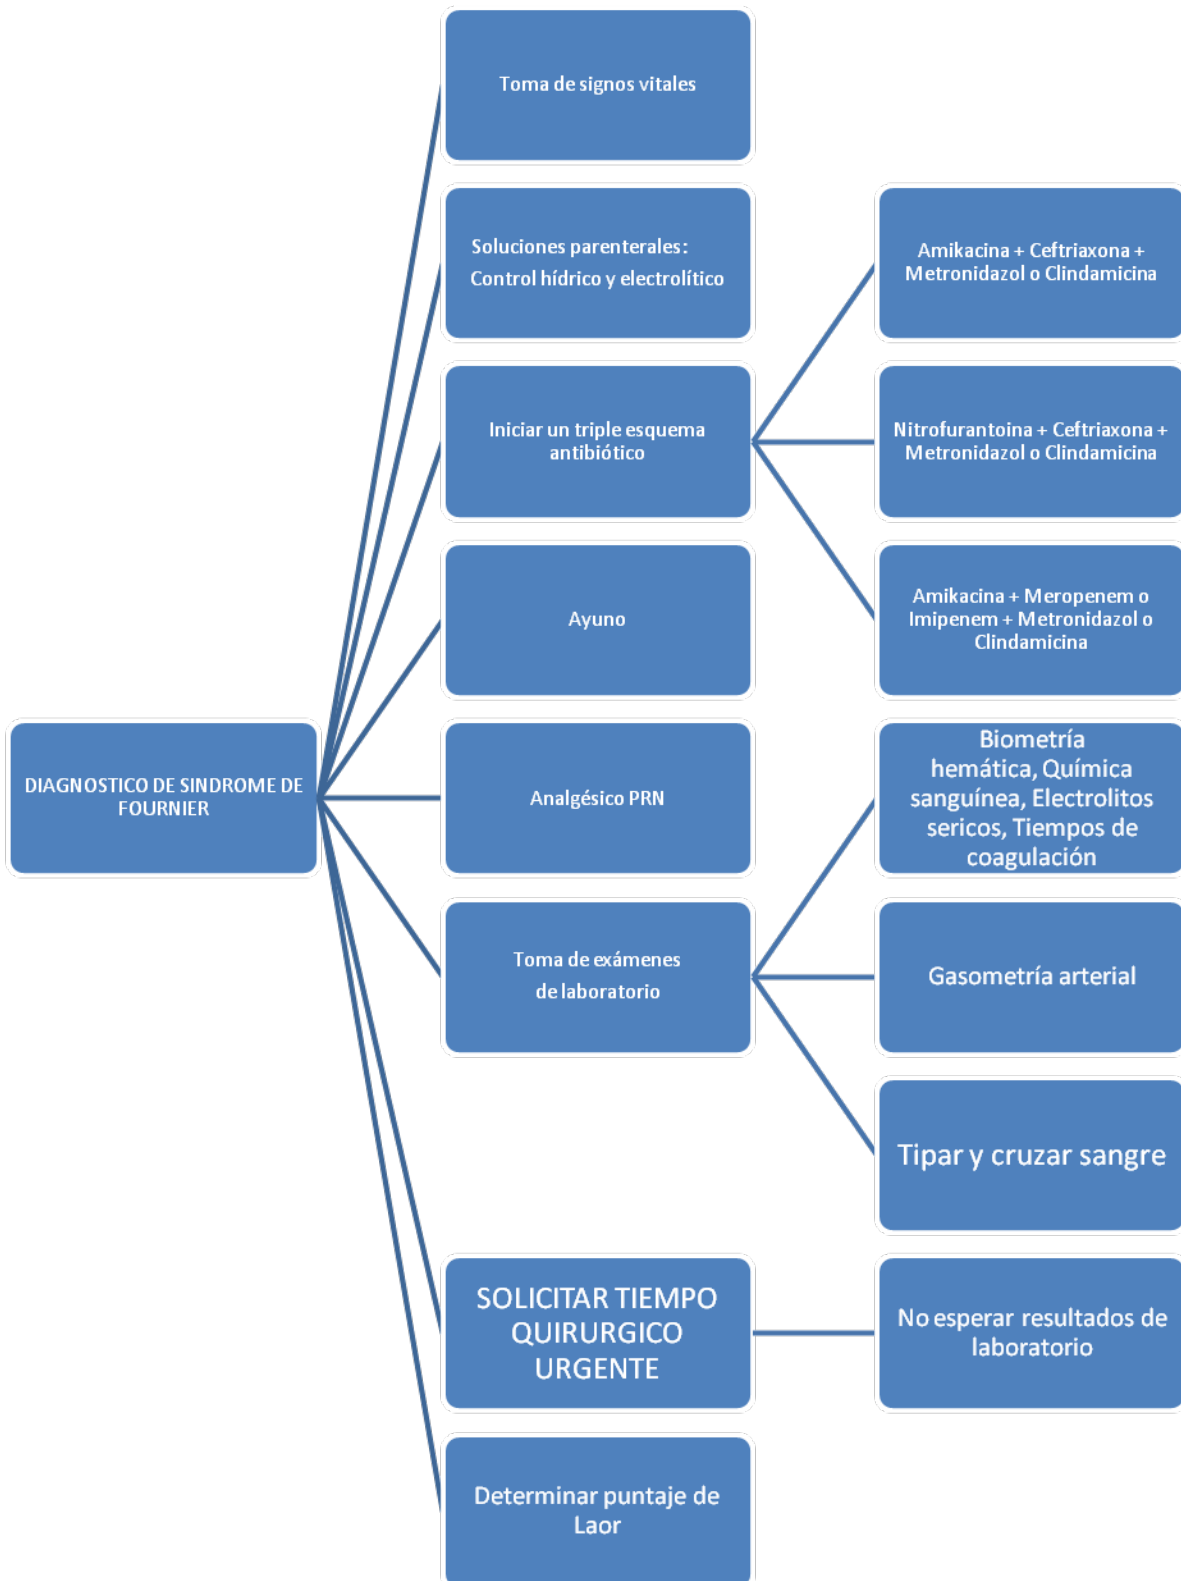 Toma de signos vitales
Soluciones parenterales:
Control hídrico y electrolítico
Amikacina + Ceftriaxona +
Metronidazol o Clindamicina
Iniciar un triple esquema
antibiótico
Nitrofurantoina + Ceftriaxona +
Metronidazol o Clindamicina
Ayuno
Amikacina + Meropenem o
Imipenem + Metronidazol o
Clindamicina
DIAGNOSTICO DE SINDROME DE
FOURNIER
Analgésico PRN
Biometría
hemática, Química
sanguínea, Electrolitos
sericos, Tiempos de
coagulación
Toma de exámenes
de laboratorio
Gasometría arterial
Tipar y cruzar sangre
SOLICITAR TIEMPO
QUIRURGICO
URGENTE
No esperar resultados de
laboratorio
Determinar puntaje de
Laor